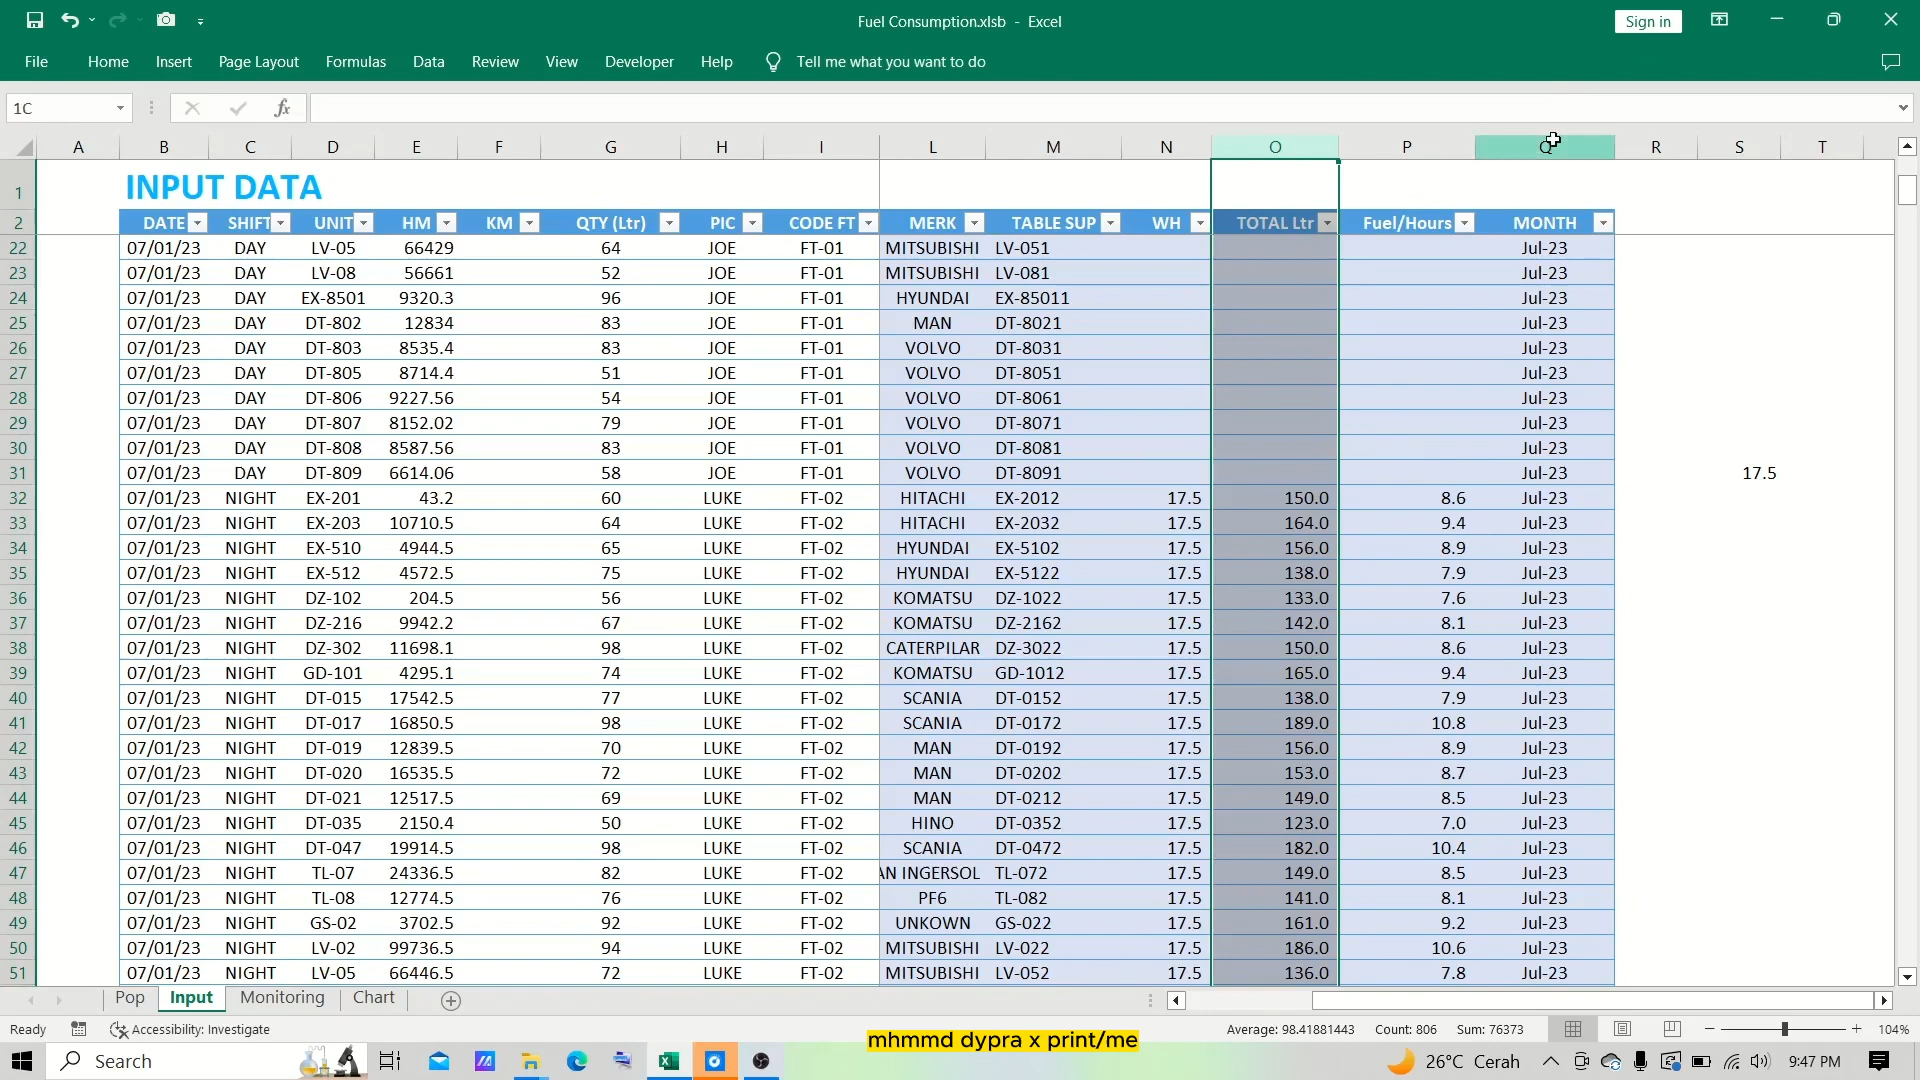 Fuel Consumption.xlsb - Excel
Sign in
File Home Insert Page Layout Formulas Data Review View Developer Help Tell me what you want to do
1C fx
A B C D E F G H I L M N O P Q R S T
1 INPUT DATA
2 DATE SHIFT UNIT HM KM QTY (Ltr) PIC CODE FT MERK TABLE SUP WH TOTAL Ltr Fuel/Hours MONTH
22 07/01/23 DAY LV-05 66429 64 JOE FT-01 MITSUBISHI LV-051 Jul-23
23 07/01/23 DAY LV-08 56661 52 JOE FT-01 MITSUBISHI LV-081 Jul-23
24 07/01/23 DAY EX-8501 9320.3 96 JOE FT-01 HYUNDAI EX-85011 Jul-23
25 07/01/23 DAY DT-802 12834 83 JOE FT-01 MAN DT-8021 Jul-23
26 07/01/23 DAY DT-803 8535.4 83 JOE FT-01 VOLVO DT-8031 Jul-23
27 07/01/23 DAY DT-805 8714.4 51 JOE FT-01 VOLVO DT-8051 Jul-23
28 07/01/23 DAY DT-806 9227.56 54 JOE FT-01 VOLVO DT-8061 Jul-23
29 07/01/23 DAY DT-807 8152.02 79 JOE FT-01 VOLVO DT-8071 Jul-23
30 07/01/23 DAY DT-808 8587.56 83 JOE FT-01 VOLVO DT-8081 Jul-23
31 07/01/23 DAY DT-809 6614.06 58 JOE FT-01 VOLVO DT-8091 Jul-23 17.5
32 07/01/23 NIGHT EX-201 43.2 60 LUKE FT-02 HITACHI EX-2012 17.5 150.0 8.6 Jul-23
33 07/01/23 NIGHT EX-203 10710.5 64 LUKE FT-02 HITACHI EX-2032 17.5 164.0 9.4 Jul-23
34 07/01/23 NIGHT EX-510 4944.5 65 LUKE FT-02 HYUNDAI EX-5102 17.5 156.0 8.9 Jul-23
35 07/01/23 NIGHT EX-512 4572.5 75 LUKE FT-02 HYUNDAI EX-5122 17.5 138.0 7.9 Jul-23
36 07/01/23 NIGHT DZ-102 204.5 56 LUKE FT-02 KOMATSU DZ-1022 17.5 133.0 7.6 Jul-23
37 07/01/23 NIGHT DZ-216 9942.2 67 LUKE FT-02 KOMATSU DZ-2162 17.5 142.0 8.1 Jul-23
38 07/01/23 NIGHT DZ-302 11698.1 98 LUKE FT-02 CATERPILAR DZ-3022 17.5 150.0 8.6 Jul-23
39 07/01/23 NIGHT GD-101 4295.1 74 LUKE FT-02 KOMATSU GD-1012 17.5 165.0 9.4 Jul-23
40 07/01/23 NIGHT DT-015 17542.5 77 LUKE FT-02 SCANIA DT-0152 17.5 138.0 7.9 Jul-23
41 07/01/23 NIGHT DT-017 16850.5 98 LUKE FT-02 SCANIA DT-0172 17.5 189.0 10.8 Jul-23
42 07/01/23 NIGHT DT-019 12839.5 70 LUKE FT-02 MAN DT-0192 17.5 156.0 8.9 Jul-23
43 07/01/23 NIGHT DT-020 16535.5 72 LUKE FT-02 MAN DT-0202 17.5 153.0 8.7 Jul-23
44 07/01/23 NIGHT DT-021 12517.5 69 LUKE FT-02 MAN DT-0212 17.5 149.0 8.5 Jul-23
45 07/01/23 NIGHT DT-035 2150.4 50 LUKE FT-02 HINO DT-0352 17.5 123.0 7.0 Jul-23
46 07/01/23 NIGHT DT-047 19914.5 98 LUKE FT-02 SCANIA DT-0472 17.5 182.0 10.4 Jul-23
47 07/01/23 NIGHT TL-07 24336.5 82 LUKE FT-02 AN INGERSOL TL-072 17.5 149.0 8.5 Jul-23
48 07/01/23 NIGHT TL-08 12774.5 76 LUKE FT-02 PF6 TL-082 17.5 141.0 8.1 Jul-23
49 07/01/23 NIGHT GS-02 3702.5 92 LUKE FT-02 UNKOWN GS-022 17.5 161.0 9.2 Jul-23
50 07/01/23 NIGHT LV-02 99736.5 94 LUKE FT-02 MITSUBISHI LV-022 17.5 186.0 10.6 Jul-23
51 07/01/23 NIGHT LV-05 66446.5 72 LUKE FT-02 MITSUBISHI LV-052 17.5 136.0 7.8 Jul-23
Pop Input Monitoring Chart
Ready Accessibility: Investigate Average: 98.41881443 Count: 806 Sum: 76373 104%
mhmmd dypra x print/me
Search 26°C Cerah 9:47 PM